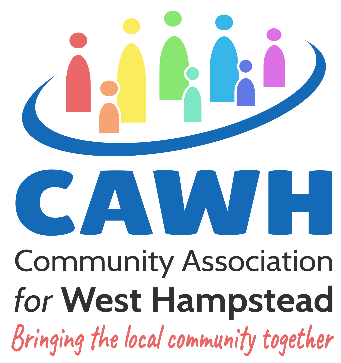 CAWH
Community Association
for West Hampstead
Bringing the local community together